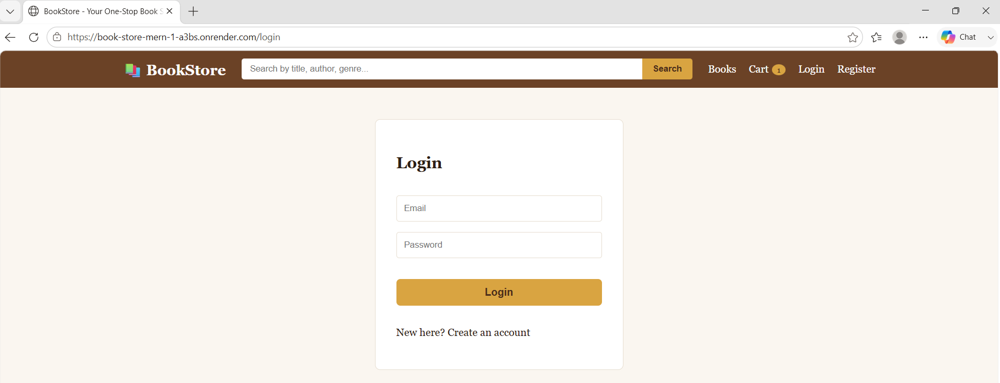 BookStore - Your One-Stop Book
https://book-store-mern-1-a3bs.onrender.com/login
Chat
BookStore
Search by title, author, genre...
Search
Books
Cart 1
Login
Register
Login
Email
Password
Login
New here? Create an account